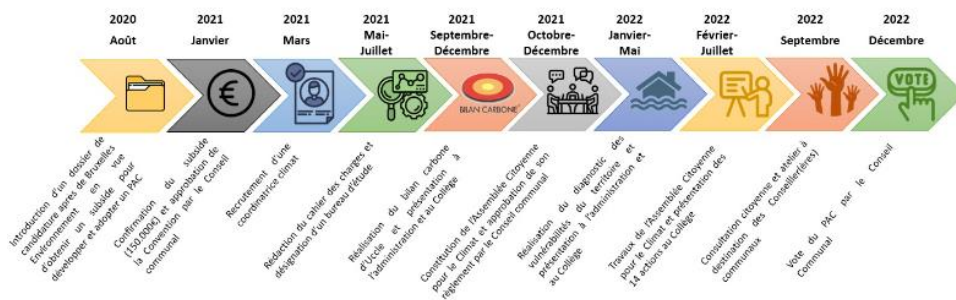 2020
Août
2021
Janvier
2021
Mars
2021
Mai-
Juillet
2021
Septembre-
Décembre
2021
Octobre-
Décembre
2022
Janvier-
Mai
2022
Février-
Juillet
2022
Septembre
2022
Décembre
BILAN CARBONE
VOTE
Introduction d'un dossier de
candidature apres de Bruxelles
Environnement en vue
d'obtenir un subside pour
développer et adopter un PAC
Confirmation du subside
(150.000€) et approbation de
la Convention par le Conseil
communal
Recrutement d'une
coordinatrice climat
Rédaction du cahier des charges et
désignation d'un bureau d'étude
Réalisation du bilan carbone
d'Uccle et présentation à
l'administration et au Collège
Constitution de l'Assemblée Citoyenne
pour le Climat et approbation de son
règlement par le Conseil communal
Réalisation du diagnostic des
vulnérabilités du territoire et
présentation à l'administration et
au Collège
Travaux de l'Assemblée Citoyenne
pour le Climat et présentation des
14 actions au Collège
Consultation citoyenne et atelier à
destination des Conseiller(ères)
communaux
Vote du PAC par le Conseil
Communal